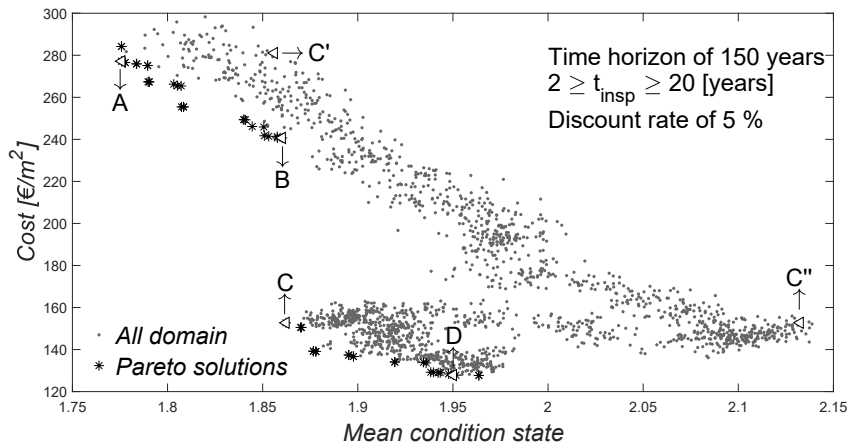 300
280
260
240
220
200
180
160
140
120
Cost [€/m²]
Time horizon of 150 years
2 ≥ t_insp ≥ 20 [years]
Discount rate of 5 %
A
B
C'
C
C''
D
All domain
Pareto solutions
1.75 1.8 1.85 1.9 1.95 2 2.05 2.1 2.15
Mean condition state